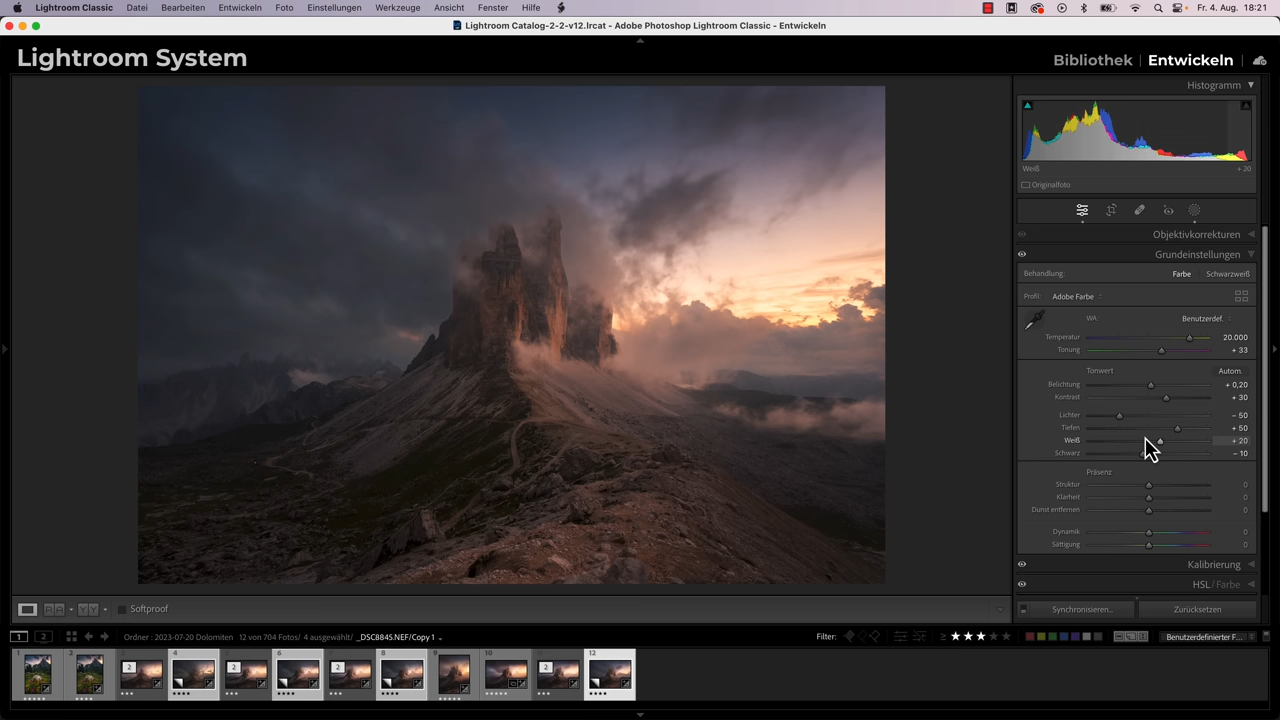 Lightroom Classic Datei Bearbeiten Entwickeln Foto Einstellungen Werkzeuge Ansicht Fenster Hilfe Fr. 4. Aug. 18:21
Lightroom Catalog-2-2-v12.lrcat - Adobe Photoshop Lightroom Classic - Entwickeln
Lightroom System
Bibliothek | Entwickeln
Histogramm
Weiß + 20
Originalfoto
Objektivkorrekturen
Grundeinstellungen
Behandlung: Farbe Schwarzweiß
Profil: Adobe Farbe
WA: Benutzerdef.
Temperatur 20.000
Tonung + 33
Tonwert Autom.
Belichtung + 0,20
Kontrast + 30
Lichter − 50
Tiefen + 50
Weiß + 20
Schwarz − 10
Präsenz
Struktur 0
Klarheit 0
Dunst entfernen 0
Dynamik 0
Sättigung 0
Kalibrierung
HSL / Farbe
Softproof
Synchronisieren... Zurücksetzen
1 2 Ordner : 2023-07-20 Dolomiten 12 von 704 Fotos/ 4 ausgewählt/ _DSC8845.NEF/Copy 1 Filter: ≥ ★★★★★ Benutzerdefinierter F...
1 2 3 4 5 6 7 8 9 10 11 12
2 2 2 2